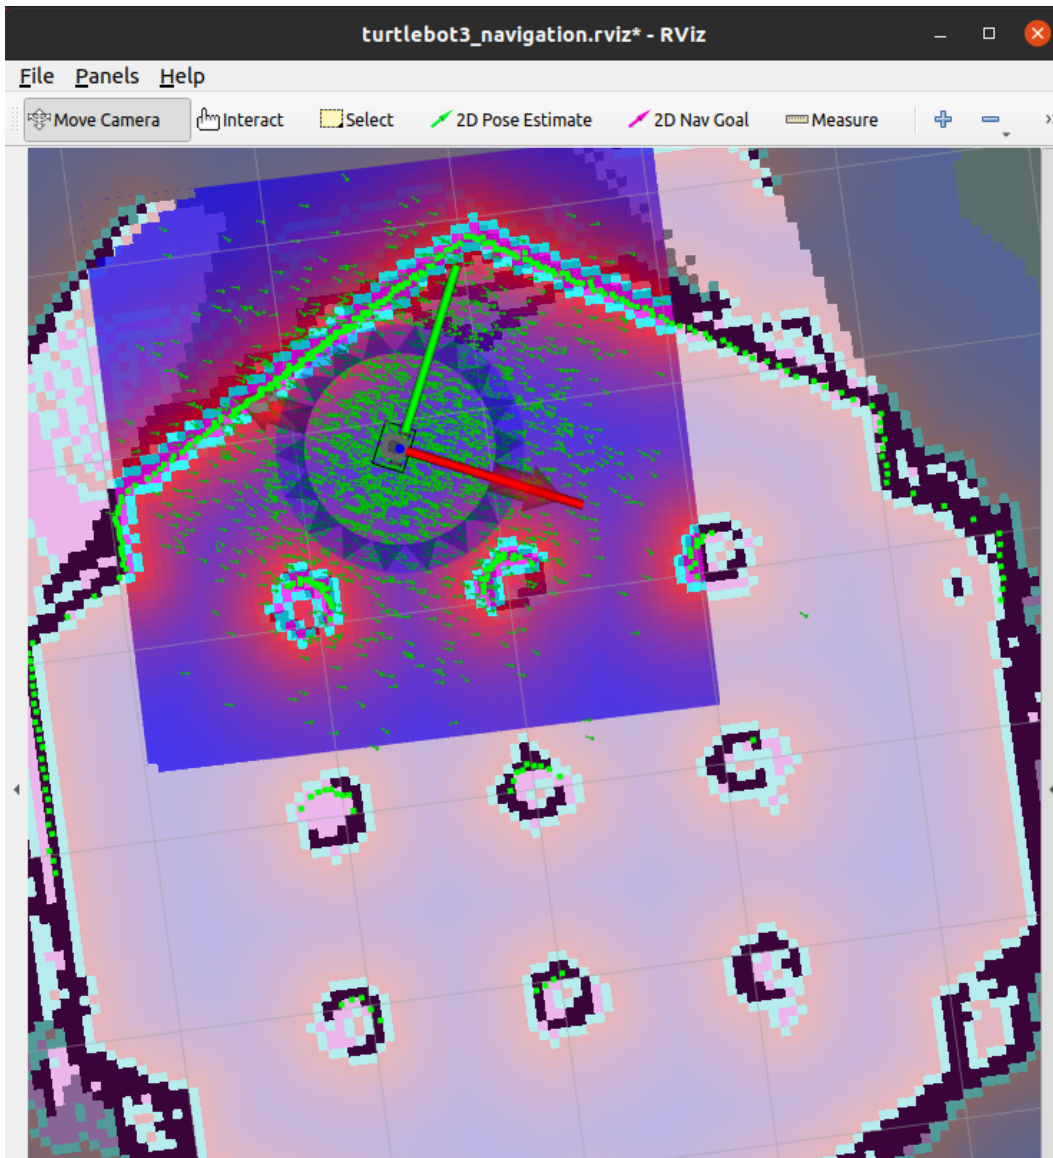 turtlebot3_navigation.rviz* - RViz
File Panels Help
Move Camera Interact Select 2D Pose Estimate 2D Nav Goal Measure